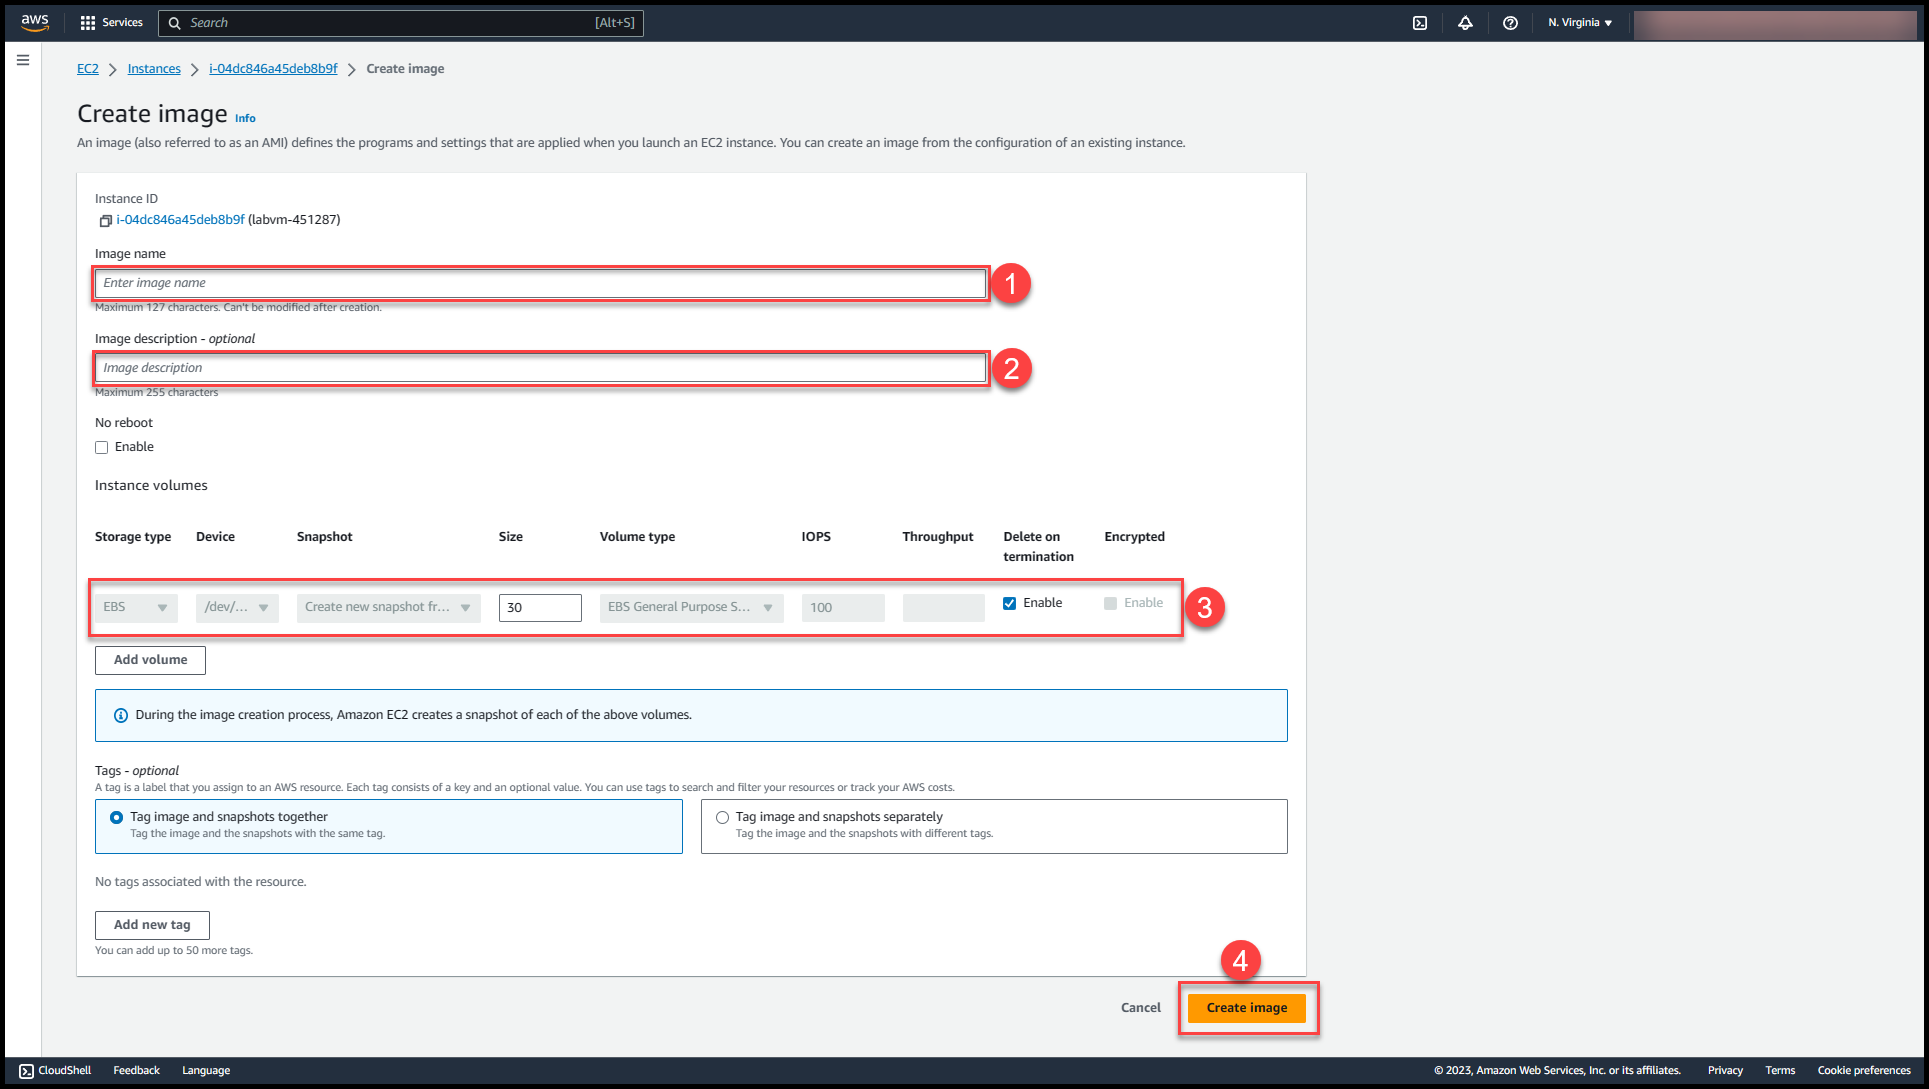 aws Services Search [Alt+S] N. Virginia
EC2 Instances i-04dc846a45deb8b9f Create image
Create image Info
An image (also referred to as an AMI) defines the programs and settings that are applied when you launch an EC2 instance. You can create an image from the configuration of an existing instance.
Instance ID
i-04dc846a45deb8b9f (labvm-451287)
Image name
Enter image name 1
Maximum 127 characters. Can't be modified after creation.
Image description - optional
Image description 2
Maximum 255 characters
No reboot
Enable
Instance volumes
Storage type Device Snapshot Size Volume type IOPS Throughput Delete on termination Encrypted
EBS /dev/... Create new snapshot fr... 30 EBS General Purpose S... 100 Enable Enable 3
Add volume
During the image creation process, Amazon EC2 creates a snapshot of each of the above volumes.
Tags - optional
A tag is a label that you assign to an AWS resource. Each tag consists of a key and an optional value. You can use tags to search and filter your resources or track your AWS costs.
Tag image and snapshots together
Tag the image and the snapshots with the same tag.
Tag image and snapshots separately
Tag the image and the snapshots with different tags.
No tags associated with the resource.
Add new tag
You can add up to 50 more tags.
4
Cancel Create image
CloudShell Feedback Language © 2023, Amazon Web Services, Inc. or its affiliates. Privacy Terms Cookie preferences